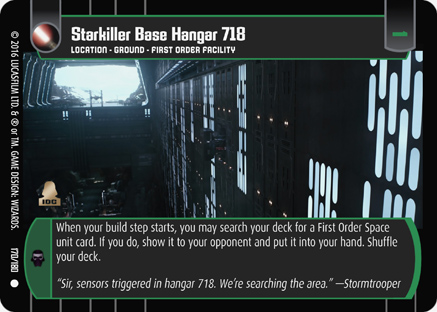 Starkiller Base Hangar 718
LOCATION - GROUND - FIRST ORDER FACILITY
© 2016 LUCASFILM LTD. & ® or TM. GAME DESIGN: WIZARDS.
IDC
When your build step starts, you may search your deck for a First Order Space
unit card. If you do, show it to your opponent and put it into your hand. Shuffle
your deck.
“Sir, sensors triggered in hangar 718. We’re searching the area.” —Stormtrooper